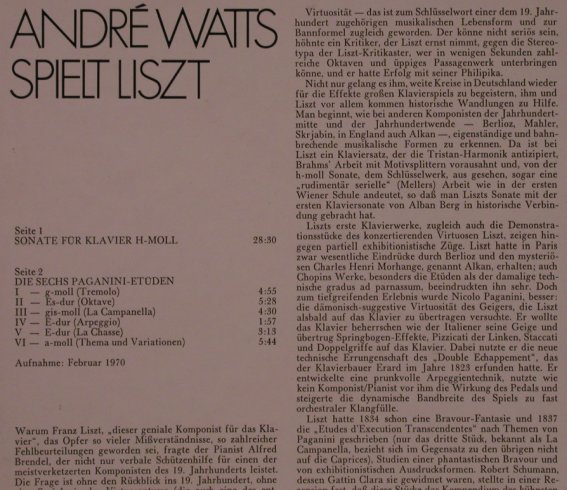 ANDRÉ WATTS
SPIELT LISZT
Seite 1
SONATE FÜR KLAVIER H-MOLL 28:30
Seite 2
DIE SECHS PAGANINI-ETÜDEN
I — g-moll (Tremolo) 4:55
II — Es-dur (Oktave) 5:28
III — gis-moll (La Campanella) 4:30
IV — E-dur (Arpeggio) 1:57
V — E-dur (La Chasse) 3:13
VI — a-moll (Thema und Variationen) 5:44
Aufnahme: Februar 1970
Warum Franz Liszt, „dieser geniale Komponist für das Kla-
vier“, das Opfer so vieler Mißverständnisse, so zahlreicher
Fehlbeurteilungen geworden sei, fragte der Pianist Alfred
Brendel, der nicht nur verbale Schützenhilfe für einen der
meistverketzerten Komponisten des 19. Jahrhunderts leistet.
Die Frage ist ohne den Rückblick ins 19. Jahrhundert, ohne
Virtuosität — das ist zum Schlüsselwort einer dem 19. Jahr-
hundert zugehörigen musikalischen Lebensform und zur
Bannformel zugleich geworden. Der könne nicht seriös sein,
höhnte ein Kritiker, der Liszt ernst nimmt, gegen die Stereo-
typa der Liszt-Kritikaster, wer in wenigen Sekunden zahl-
reiche Oktaven und üppiges Passagenwerk unterbringen
könne, und er hatte Erfolg mit seiner Philipika.
Nicht nur gelang es ihm, weite Kreise in Deutschland wieder
für die Effekte großen Klavierspiels zu begeistern, ihm und
Liszt vor allem kommen historische Wandlungen zu Hilfe.
Man beginnt, wie bei anderen Komponisten der Jahrhundert-
mitte und der Jahrhundertwende — Berlioz, Mahler,
Skrjabin, in England auch Alkan —, eigenständige und bahn-
brechende musikalische Formen zu erkennen. Da ist bei
Liszt ein Klaviersatz, der die Tristan-Harmonik antizipiert,
Brahms' Arbeit mit Motivsplittern vorausahnt und, von der
h-moll Sonate, dem Schlüsselwerk, aus gesehen, sogar eine
„rudimentär serielle“ (Mellers) Arbeit wie in der ersten
Wiener Schule andeutet, so daß man Liszts Sonate mit der
ersten Klaviersonate von Alban Berg in historische Verbin-
dung gebracht hat.
Liszts erste Klavierwerke, zugleich auch die Demonstra-
tionsstücke des konzertierenden Virtuosen Liszt, zeigen hin-
gegen partiell exhibitionistische Züge. Liszt hatte in Paris
zwar wesentliche Eindrücke durch Berlioz und den mysteriö-
sen Charles Henri Morhange, genannt Alkan, erhalten; auch
Chopins Werke, besonders die Etüden als der damalige tech-
nische gradus ad parnassum, beeindruckten ihn sehr. Doch
zum tiefgreifenden Erlebnis wurde Nicolo Paganini, besser:
die dämonisch-suggestive Virtuosität des Geigers, die Liszt
alsbald auf das Klavier zu übertragen versuchte. Er wollte
das Klavier beherrschen wie der Italiener seine Geige und
übertrug Springbogen-Effekte, Pizzicati der Linken, Staccati
und Doppelgriffe auf das Klavier. Dabei nutzte er die neue
technische Errungenschaft des „Double Echappement“, das
der Klavierbauer Erard im Jahre 1823 erfunden hatte. Er
entwickelte eine prunkvolle Arpeggientechnik, nutzte wie
kein Komponist/Pianist vor ihm die Wirkung des Pedals und
steigerte die dynamische Bandbreite des Spiels zu fast
orchestraler Klangfülle.
Liszt hatte 1834 schon eine Bravour-Fantasie und 1837
die „Etudes d'Execution Transcendentes“ nach Themen von
Paganini geschrieben (nur das dritte Stück, bekannt als La
Campanella, bezieht sich im Gegensatz zu den übrigen nicht
auf die Caprices), Studien einer phantastischen Bravour und
von exhibitionistischen Ausdrucksformen. Robert Schumann,
dessen Gattin Clara sie gewidmet waren, stellte in einer Re-